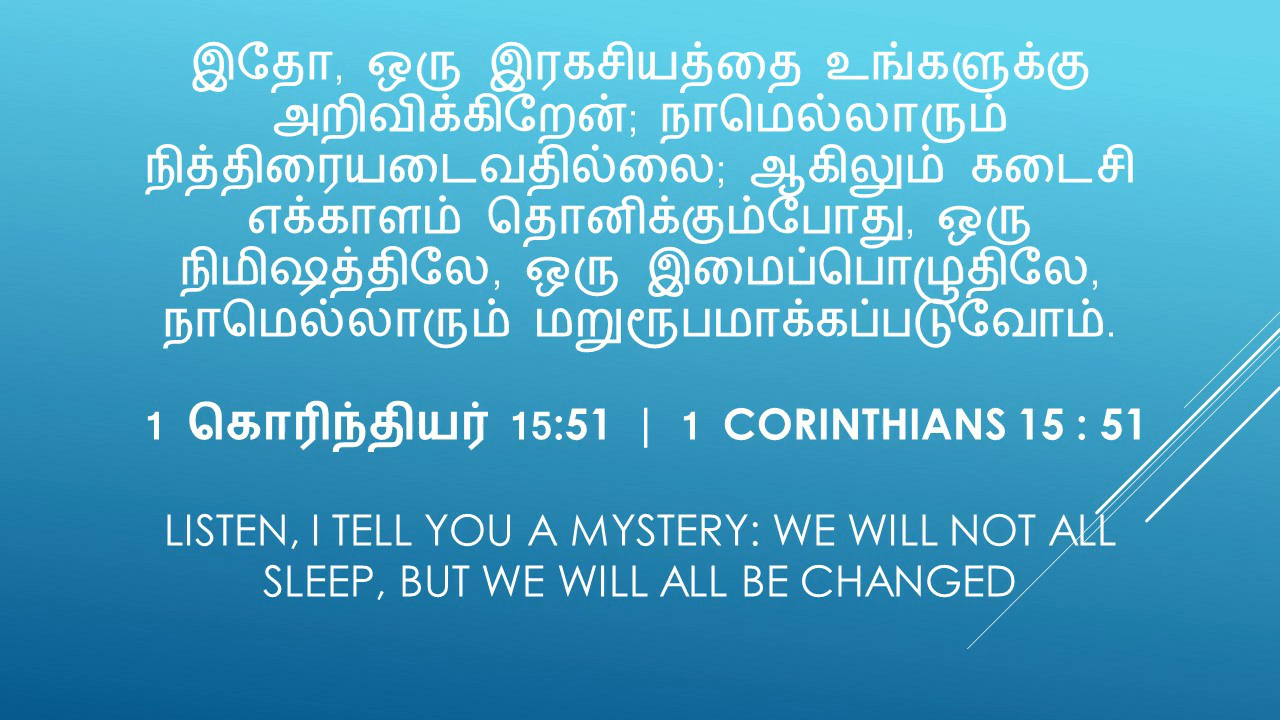 இதோ, ஒரு இரகசியத்தை உங்களுக்கு
அறிவிக்கிறேன்; நாமெல்லாரும்
நித்திரையடைவதில்லை; ஆகிலும் கடைசி
எக்காளம் தொனிக்கும்போது, ஒரு
நிமிஷத்திலே, ஒரு இமைப்பொழுதிலே,
நாமெல்லாரும் மறுரூபமாக்கப்படுவோம்.
1 கொரிந்தியர் 15:51 | 1 CORINTHIANS 15 : 51
LISTEN, I TELL YOU A MYSTERY: WE WILL NOT ALL
SLEEP, BUT WE WILL ALL BE CHANGED